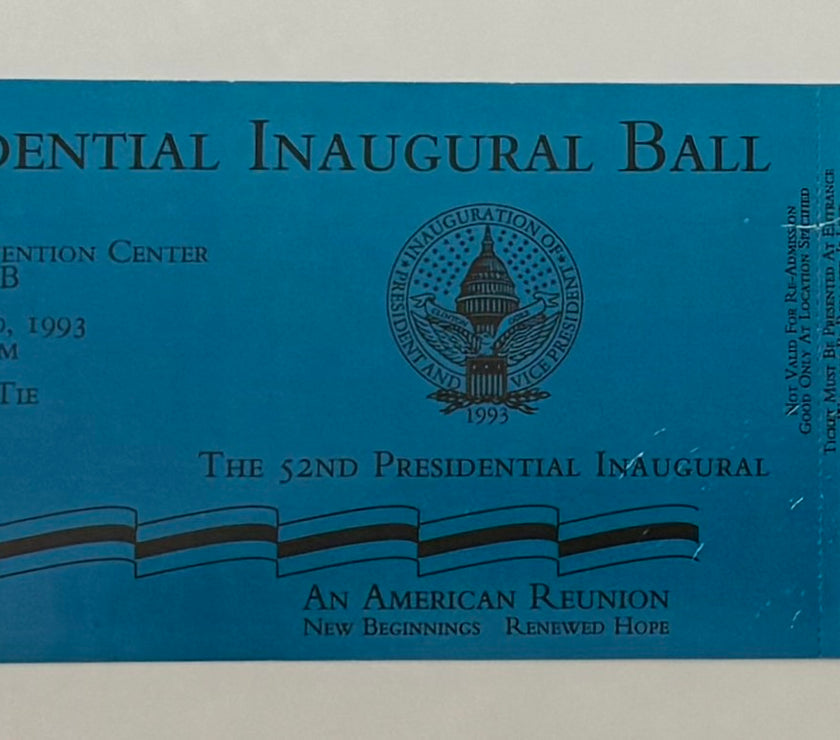 DENTIAL INAUGURAL BALL
ENTION CENTER
B
, 1993
M
TIE
INAUGURATION OF
PRESIDENT AND VICE PRESIDENT
CLINTON GORE
1993
THE 52ND PRESIDENTIAL INAUGURAL
AN AMERICAN REUNION
NEW BEGINNINGS RENEWED HOPE
NOT VALID FOR RE-ADMISSION
GOOD ONLY AT LOCATION SPECIFIED
TICKET MUST BE PRESENTED AT ENTRANCE